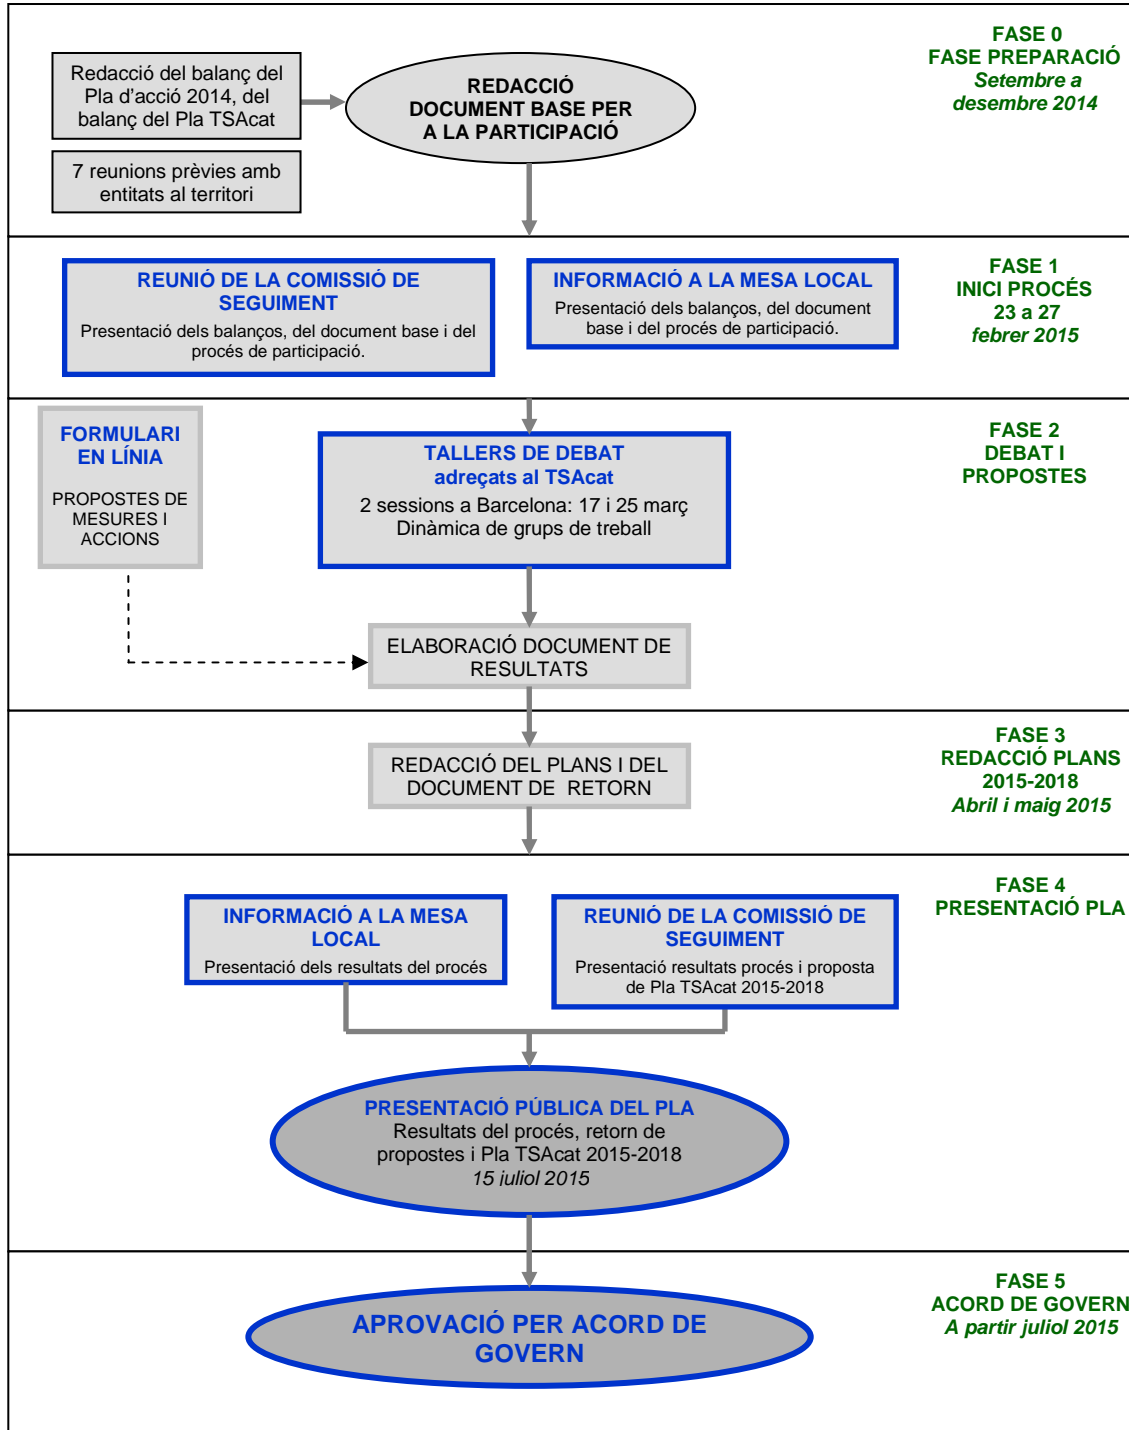 FASE 0
FASE PREPARACIÓ
Setembre a
desembre 2014
Redacció del balanç del
Pla d’acció 2014, del
balanç del Pla TSAcat
REDACCIÓ
DOCUMENT BASE PER
A LA PARTICIPACIÓ
7 reunions prèvies amb
entitats al territori
REUNIÓ DE LA COMISSIÓ DE
SEGUIMENT
Presentació dels balanços, del document base i del
procés de participació.
INFORMACIÓ A LA MESA LOCAL
Presentació dels balanços, del document
base i del procés de participació.
FASE 1
INICI PROCÉS
23 a 27
febrer 2015
FORMULARI
EN LÍNIA
PROPOSTES DE
MESURES I
ACCIONS
TALLERS DE DEBAT
adreçats al TSAcat
2 sessions a Barcelona: 17 i 25 març
Dinàmica de grups de treball
FASE 2
DEBAT I
PROPOSTES
ELABORACIÓ DOCUMENT DE
RESULTATS
REDACCIÓ DEL PLANS I DEL
DOCUMENT DE  RETORN
FASE 3
REDACCIÓ PLANS
2015-2018
Abril i maig 2015
INFORMACIÓ A LA MESA
LOCAL
Presentació dels resultats del procés
REUNIÓ DE LA COMISSIÓ DE
SEGUIMENT
Presentació resultats procés i proposta
de Pla TSAcat 2015-2018
FASE 4
PRESENTACIÓ PLA
PRESENTACIÓ PÚBLICA DEL PLA
Resultats del procés, retorn de
propostes i Pla TSAcat 2015-2018
15 juliol 2015
FASE 5
ACORD DE GOVERN
A partir juliol 2015
APROVACIÓ PER ACORD DE
GOVERN